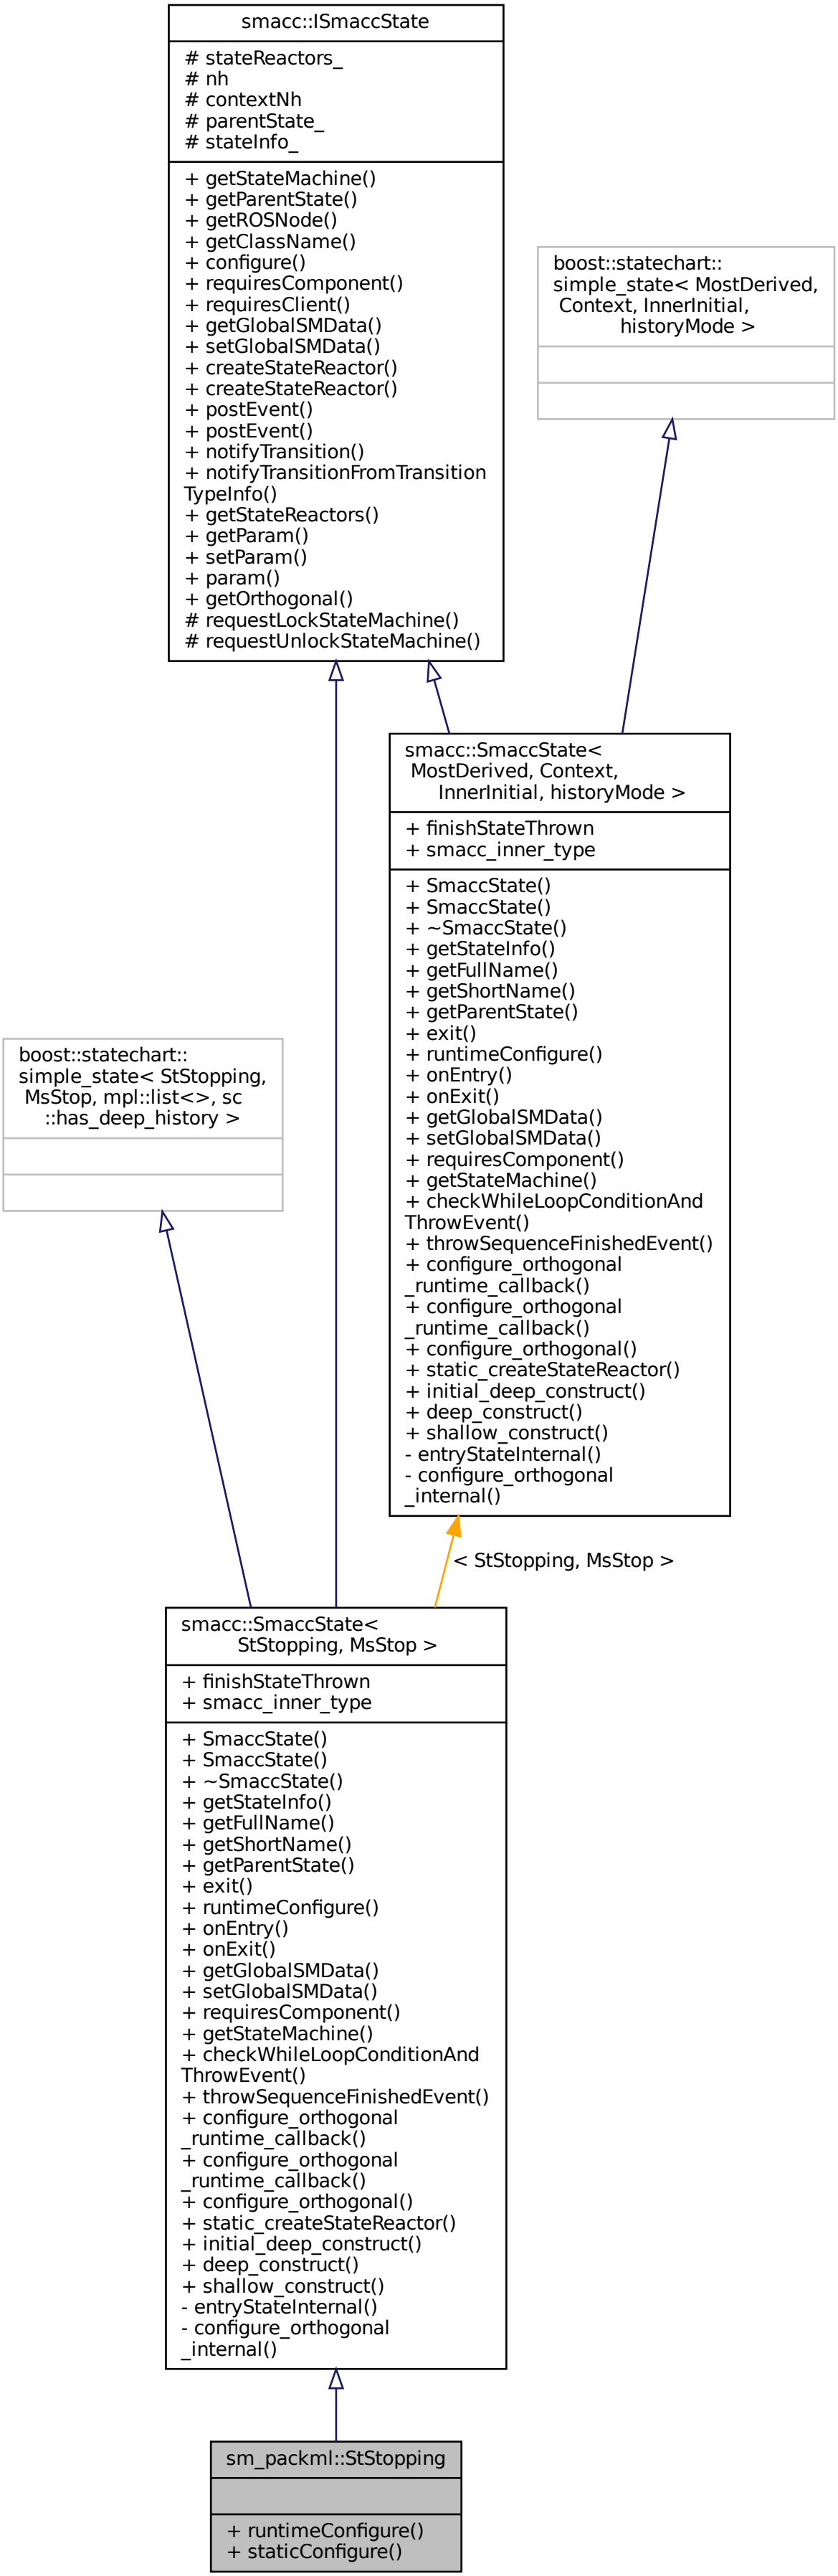 smacc::ISmaccState
# stateReactors_
# nh
# contextNh
# parentState_
# stateInfo_
+ getStateMachine()
+ getParentState()
+ getROSNode()
+ getClassName()
+ configure()
+ requiresComponent()
+ requiresClient()
+ getGlobalSMData()
+ setGlobalSMData()
+ createStateReactor()
+ createStateReactor()
+ postEvent()
+ postEvent()
+ notifyTransition()
+ notifyTransitionFromTransition
TypeInfo()
+ getStateReactors()
+ getParam()
+ setParam()
+ param()
+ getOrthogonal()
# requestLockStateMachine()
# requestUnlockStateMachine()
boost::statechart::
simple_state< MostDerived,
Context, InnerInitial,
historyMode >
smacc::SmaccState<
MostDerived, Context,
InnerInitial, historyMode >
+ finishStateThrown
+ smacc_inner_type
+ SmaccState()
+ SmaccState()
+ ~SmaccState()
+ getStateInfo()
+ getFullName()
+ getShortName()
+ getParentState()
+ exit()
+ runtimeConfigure()
+ onEntry()
+ onExit()
+ getGlobalSMData()
+ setGlobalSMData()
+ requiresComponent()
+ getStateMachine()
+ checkWhileLoopConditionAnd
ThrowEvent()
+ throwSequenceFinishedEvent()
+ configure_orthogonal
_runtime_callback()
+ configure_orthogonal
_runtime_callback()
+ configure_orthogonal()
+ static_createStateReactor()
+ initial_deep_construct()
+ deep_construct()
+ shallow_construct()
- entryStateInternal()
- configure_orthogonal
_internal()
boost::statechart::
simple_state< StStopping,
MsStop, mpl::list<>, sc
::has_deep_history >
< StStopping, MsStop >
smacc::SmaccState<
StStopping, MsStop >
+ finishStateThrown
+ smacc_inner_type
+ SmaccState()
+ SmaccState()
+ ~SmaccState()
+ getStateInfo()
+ getFullName()
+ getShortName()
+ getParentState()
+ exit()
+ runtimeConfigure()
+ onEntry()
+ onExit()
+ getGlobalSMData()
+ setGlobalSMData()
+ requiresComponent()
+ getStateMachine()
+ checkWhileLoopConditionAnd
ThrowEvent()
+ throwSequenceFinishedEvent()
+ configure_orthogonal
_runtime_callback()
+ configure_orthogonal
_runtime_callback()
+ configure_orthogonal()
+ static_createStateReactor()
+ initial_deep_construct()
+ deep_construct()
+ shallow_construct()
- entryStateInternal()
- configure_orthogonal
_internal()
sm_packml::StStopping
+ runtimeConfigure()
+ staticConfigure()